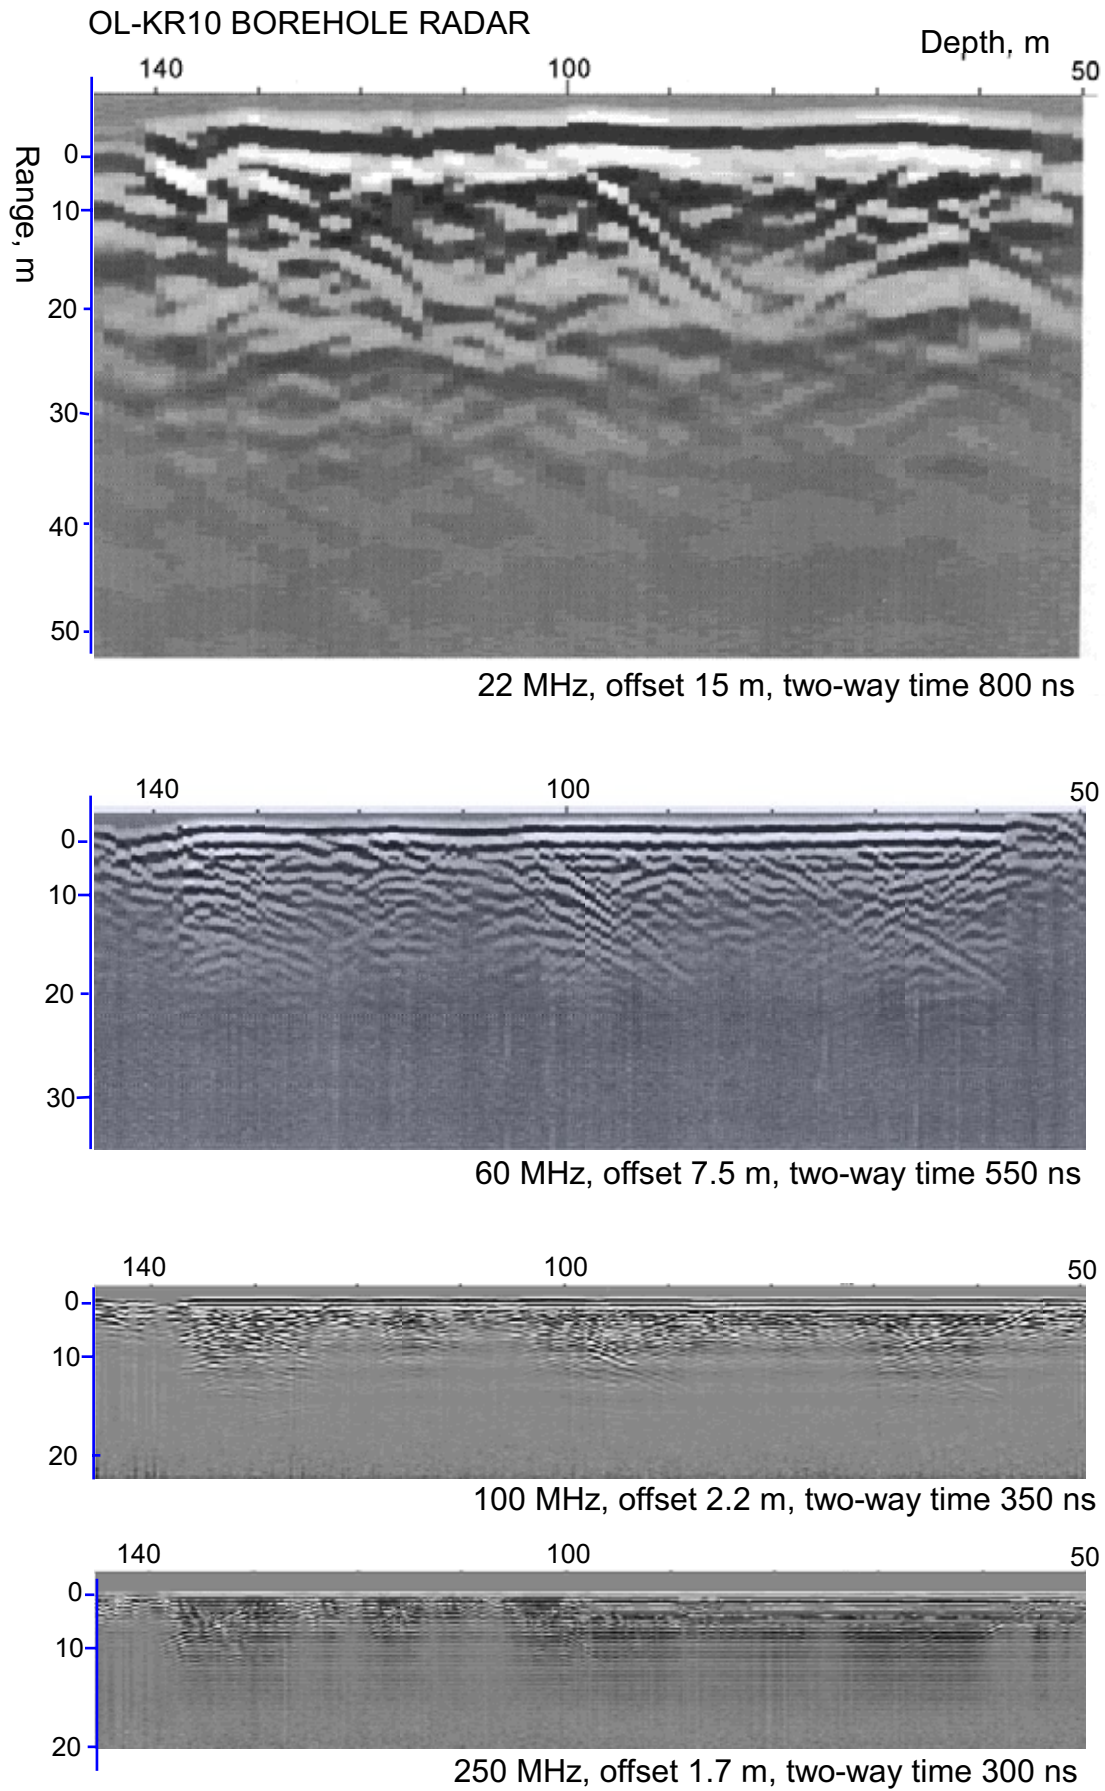 OL-KR10 BOREHOLE RADAR
Depth, m
140 100 50
Range, m
0
10
20
30
40
50
22 MHz, offset 15 m, two-way time 800 ns
140 100 50
0
10
20
30
60 MHz, offset 7.5 m, two-way time 550 ns
140 100 50
0
10
20
100 MHz, offset 2.2 m, two-way time 350 ns
140 100 50
0
10
20
250 MHz, offset 1.7 m, two-way time 300 ns